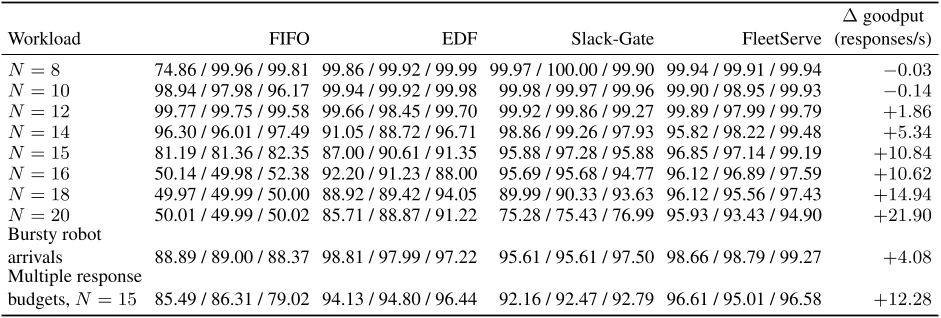 Δ goodput
Workload FIFO EDF Slack-Gate FleetServe (responses/s)
N = 8 74.86 / 99.96 / 99.81 99.86 / 99.92 / 99.99 99.97 / 100.00 / 99.90 99.94 / 99.91 / 99.94 −0.03
N = 10 98.94 / 97.98 / 96.17 99.94 / 99.92 / 99.98 99.98 / 99.97 / 99.96 99.90 / 98.95 / 99.93 −0.14
N = 12 99.77 / 99.75 / 99.58 99.66 / 98.45 / 99.70 99.92 / 99.86 / 99.27 99.89 / 97.99 / 99.79 +1.86
N = 14 96.30 / 96.01 / 97.49 91.05 / 88.72 / 96.71 98.86 / 99.26 / 97.93 95.82 / 98.22 / 99.48 +5.34
N = 15 81.19 / 81.36 / 82.35 87.00 / 90.61 / 91.35 95.88 / 97.28 / 95.88 96.85 / 97.14 / 99.19 +10.84
N = 16 50.14 / 49.98 / 52.38 92.20 / 91.23 / 88.00 95.69 / 95.68 / 94.77 96.12 / 96.89 / 97.59 +10.62
N = 18 49.97 / 49.99 / 50.00 88.92 / 89.42 / 94.05 89.99 / 90.33 / 93.63 96.12 / 95.56 / 97.43 +14.94
N = 20 50.01 / 49.99 / 50.02 85.71 / 88.87 / 91.22 75.28 / 75.43 / 76.99 95.93 / 93.43 / 94.90 +21.90
Bursty robot
arrivals 88.89 / 89.00 / 88.37 98.81 / 97.99 / 97.22 95.61 / 95.61 / 97.50 98.66 / 98.79 / 99.27 +4.08
Multiple response
budgets, N = 15 85.49 / 86.31 / 79.02 94.13 / 94.80 / 96.44 92.16 / 92.47 / 92.79 96.61 / 95.01 / 96.58 +12.28